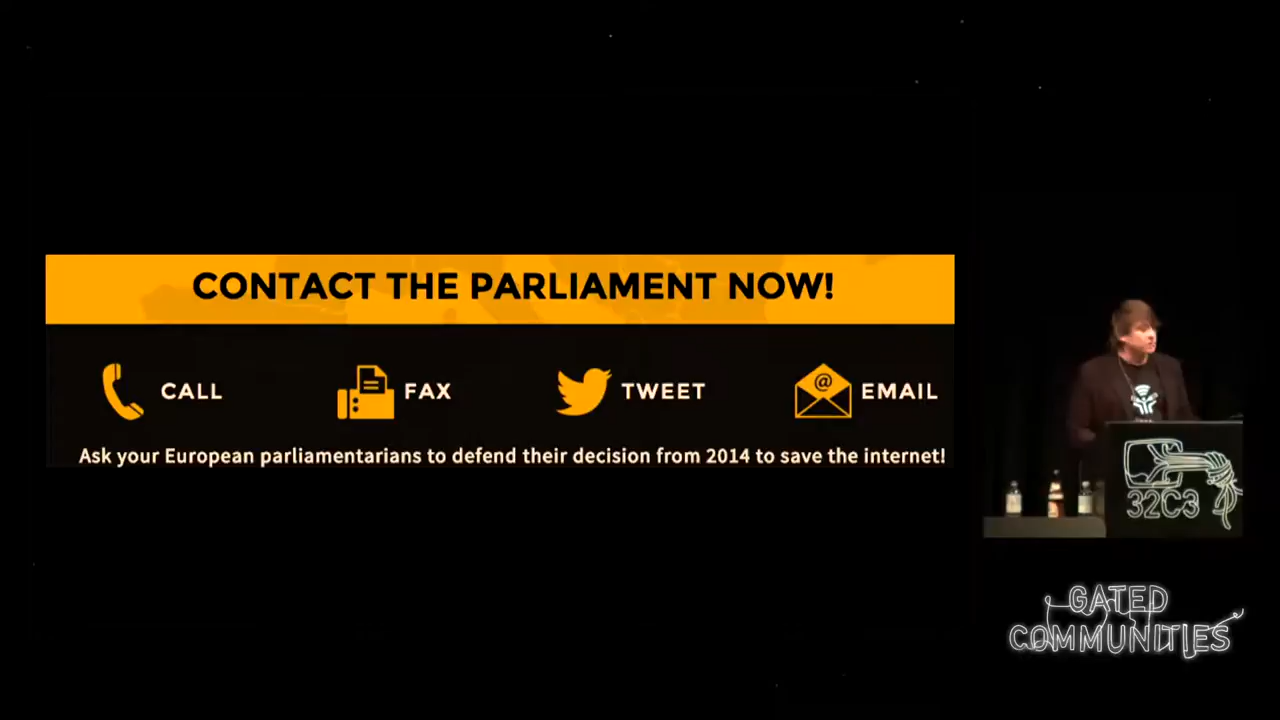 CONTACT THE PARLIAMENT NOW!
CALL
FAX
TWEET
EMAIL
Ask your European parliamentarians to defend their decision from 2014 to save the internet!
32C3
GATED
COMMUNITIES